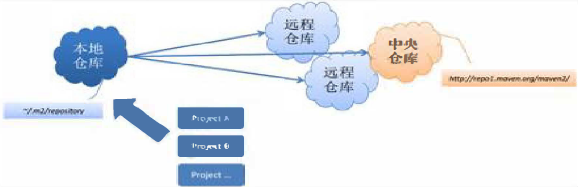 本地
仓库
远程
仓库
远程
仓库
中央
仓库
~/.m2/repository
http://repo1.maven.org/maven2/
Project A
Project B
Project ...